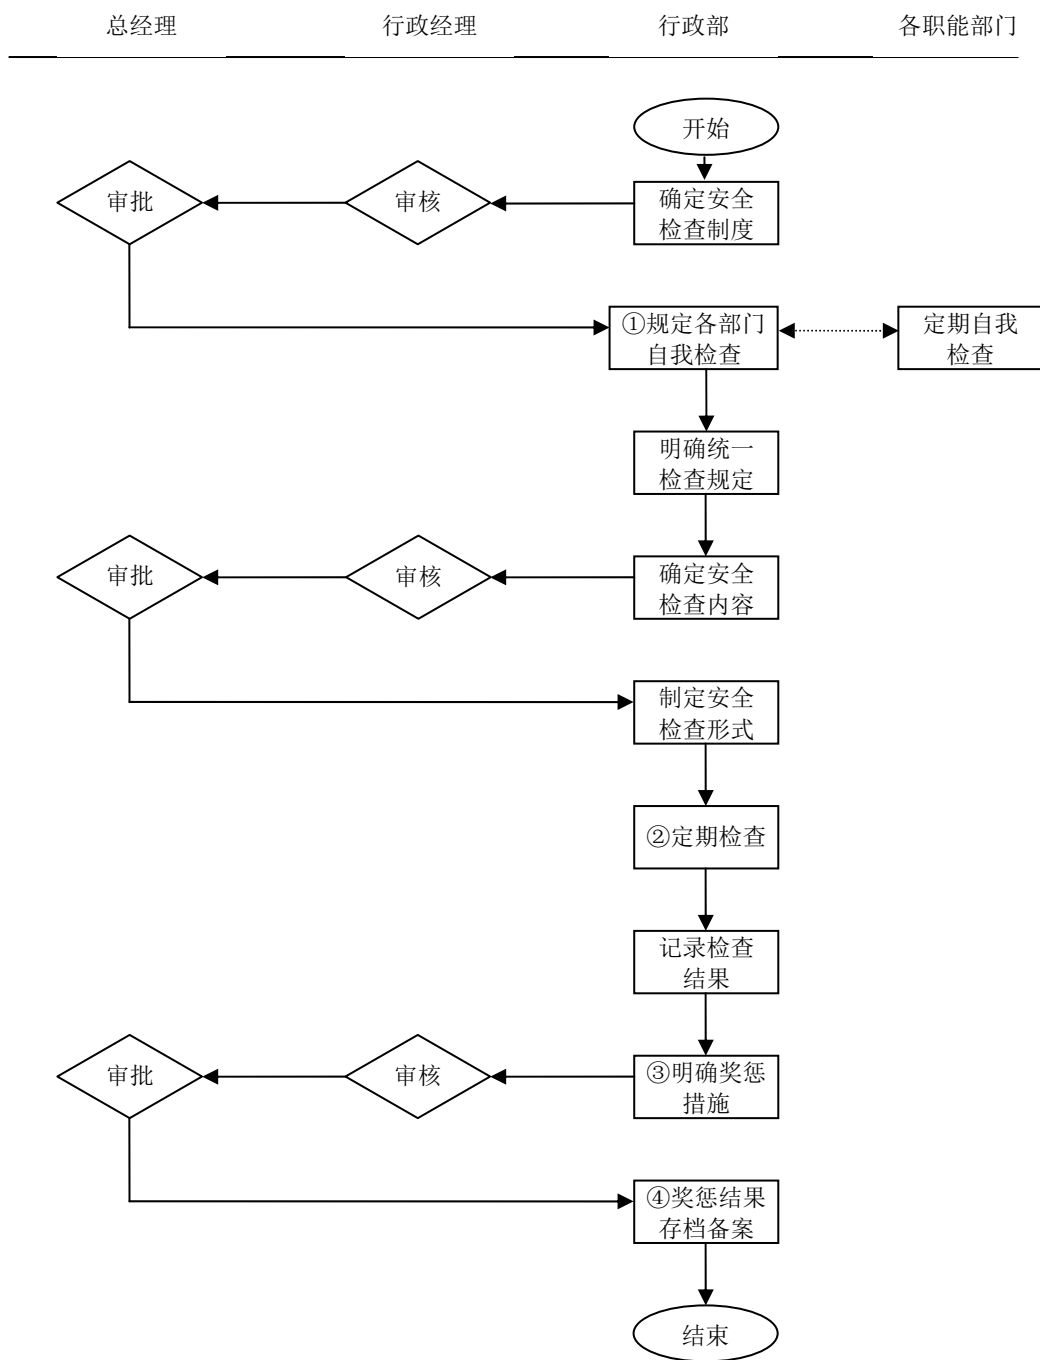 总经理 行政经理 行政部 各职能部门
开始
审批 审核 确定安全
检查制度
①规定各部门
自我检查
定期自我
检查
明确统一
检查规定
审批 审核 确定安全
检查内容
制定安全
检查形式
②定期检查
记录检查
结果
审批 审核 ③明确奖惩
措施
④奖惩结果
存档备案
结束